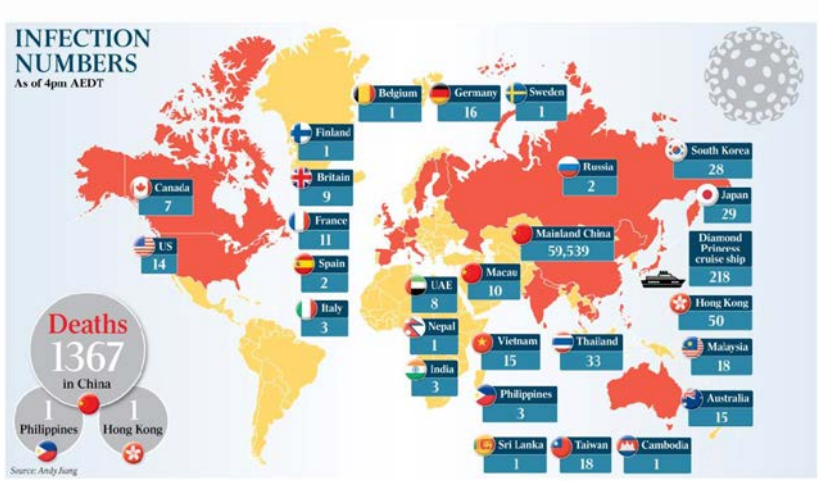 INFECTION
NUMBERS
As of 4pm AEDT
Belgium
1
Germany
16
Sweden
1
Finland
1
Britain
9
France
11
Spain
2
Italy
3
Canada
7
US
14
Russia
2
South Korea
28
Japan
29
Mainland China
59,539
Diamond
Princess
cruise ship
218
Macau
10
UAE
8
Hong Kong
50
Nepal
1
India
3
Vietnam
15
Thailand
33
Malaysia
18
Philippines
3
Australia
15
Sri Lanka
1
Taiwan
18
Cambodia
1
Deaths
1367
in China
1
Philippines
1
Hong Kong
Source: Andy Jiang